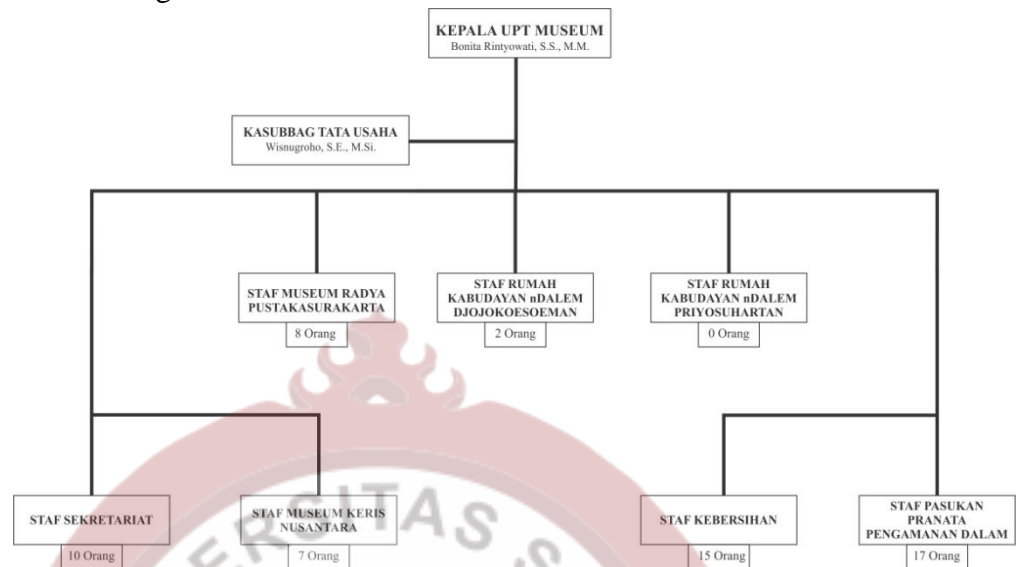 KEPALA UPT MUSEUM
Bonita Rintyowati, S.S., M.M.
KASUBBAG TATA USAHA
Wisnugroho, S.E., M.Si.
STAF MUSEUM RADYA
PUSTAKASURAKARTA
8 Orang
STAF RUMAH
KABUDAYAN nDALEM
DJOJOKOESOEMAN
2 Orang
STAF RUMAH
KABUDAYAN nDALEM
PRIYOSUHARTAN
0 Orang
STAF SEKRETARIAT
10 Orang
STAF MUSEUM KERIS
NUSANTARA
7 Orang
STAF KEBERSIHAN
15 Orang
STAF PASUKAN
PRANATA
PENGAMANAN DALAM
17 Orang
ERSITAS S